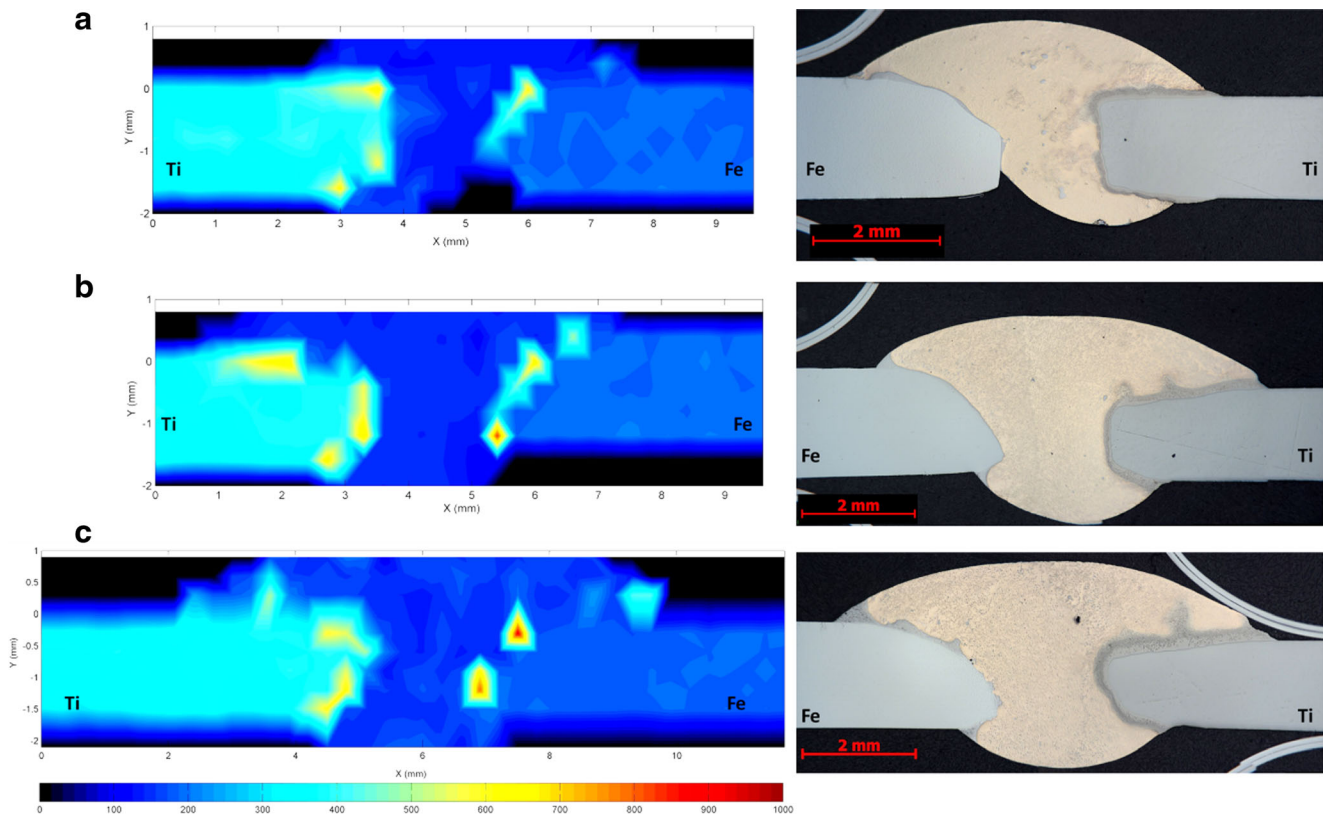 a
1
0
-1
-2
Y (mm)
Ti
Fe
0 1 2 3 4 5 6 7 8 9
X (mm)
Fe
Ti
2 mm
b
1
0
-1
-2
Y (mm)
Ti
Fe
0 1 2 3 4 5 6 7 8 9
X (mm)
Fe
Ti
2 mm
c
1
0.5
0
-0.5
-1
-1.5
-2
Y (mm)
Ti
Fe
0 2 4 6 8 10
X (mm)
Fe
Ti
2 mm
0 100 200 300 400 500 600 700 800 900 1000